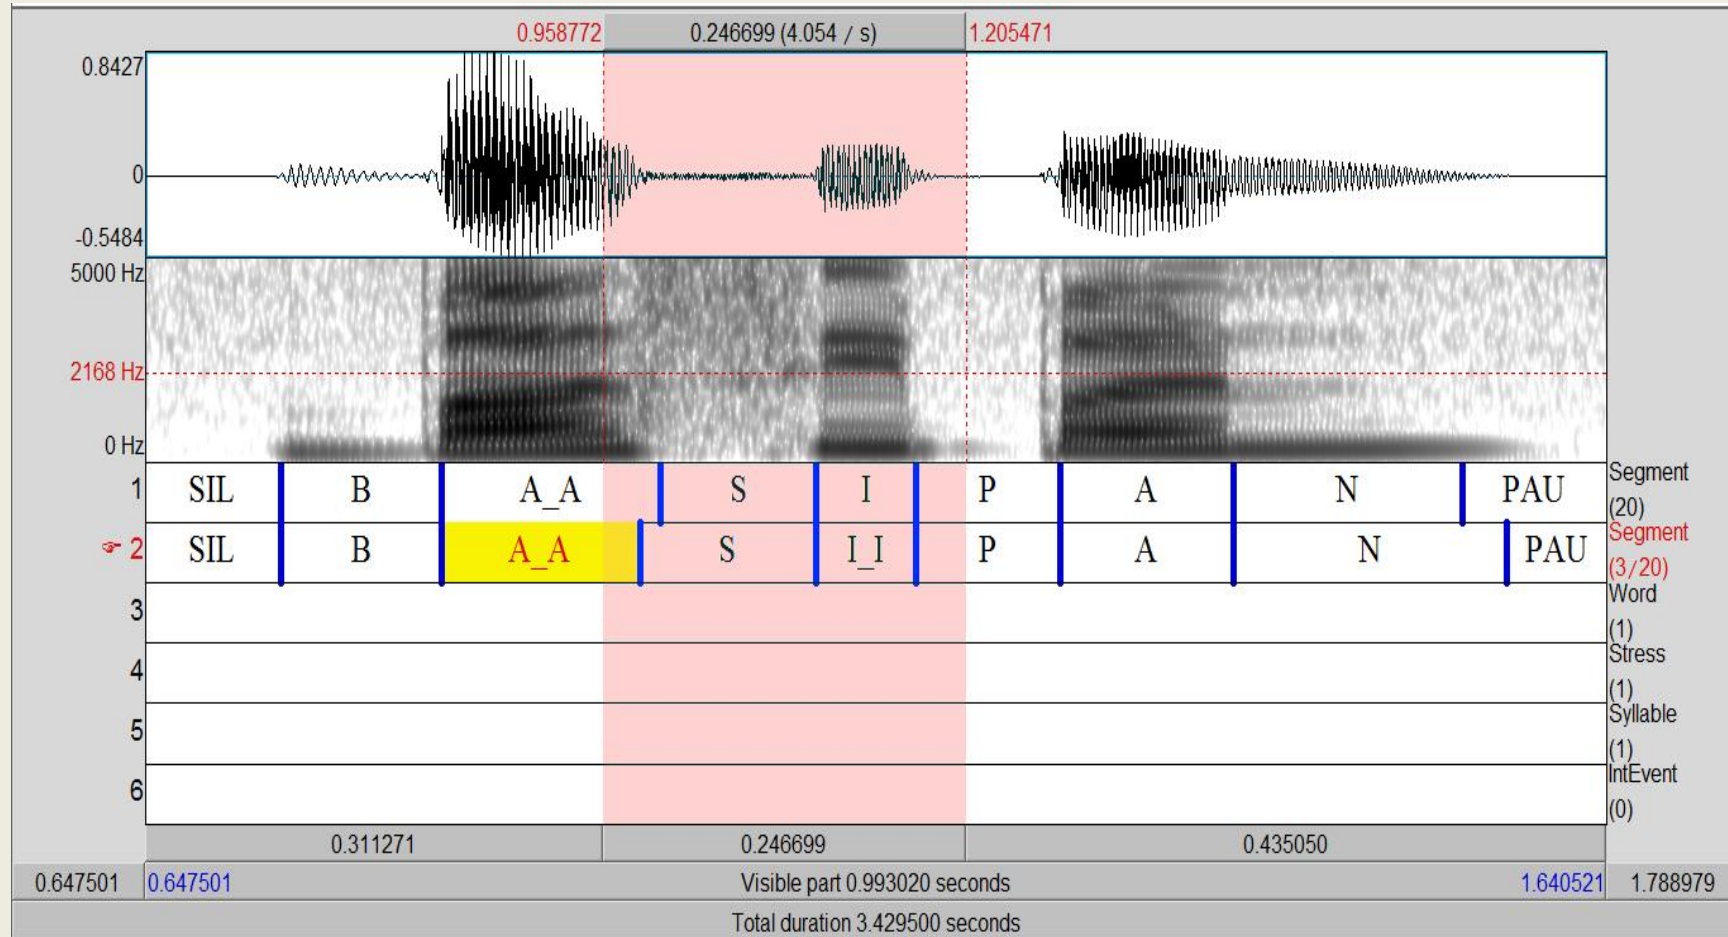 0.958772 0.246699 (4.054 / s) 1.205471
0.8427
0
-0.5484
5000 Hz
2168 Hz
0 Hz
1 SIL B A_A S I P A N PAU Segment
(20)
☞ 2 SIL B A_A S I_I P A N PAU Segment
(3/20)
3 Word
(1)
4 Stress
(1)
5 Syllable
(1)
6 IntEvent
(0)
0.311271 0.246699 0.435050
0.647501 0.647501 Visible part 0.993020 seconds 1.640521 1.788979
Total duration 3.429500 seconds